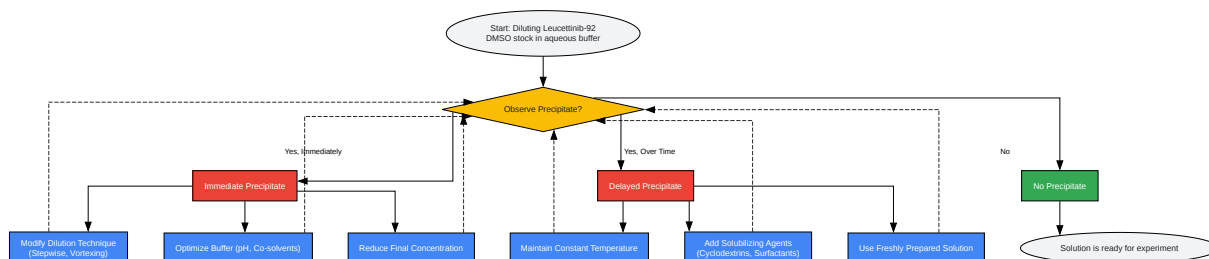 Start: Diluting Leucettinib-92
DMSO stock in aqueous buffer
Observe Precipitate?
Yes, Immediately
Yes, Over Time
No
Immediate Precipitate
Delayed Precipitate
No Precipitate
Modify Dilution Technique
(Stepwise, Vortexing)
Optimize Buffer (pH, Co-solvents)
Reduce Final Concentration
Maintain Constant Temperature
Add Solubilizing Agents
(Cyclodextrins, Surfactants)
Use Freshly Prepared Solution
Solution is ready for experiment